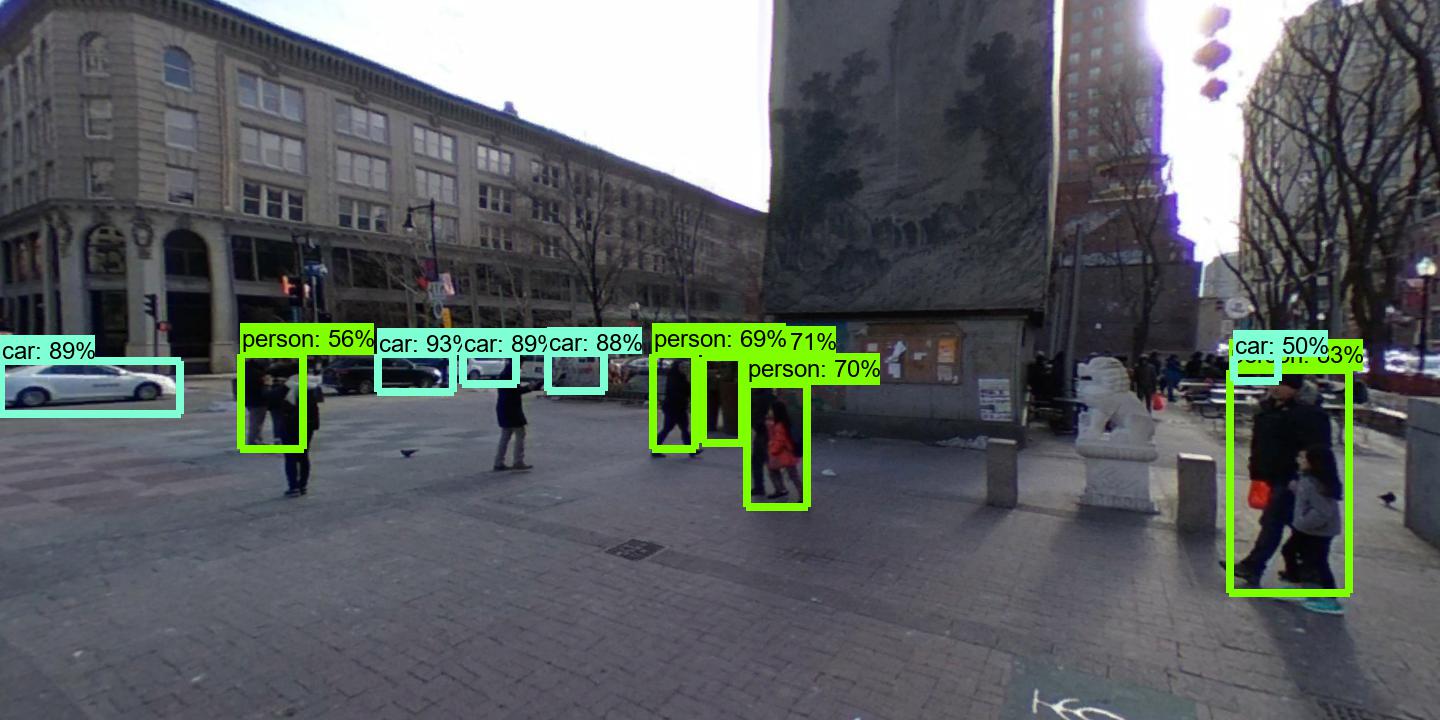 car: 89%
person: 56%
car: 93%
car: 89%
car: 88%
person: 69%
71%
person: 70%
car: 50%